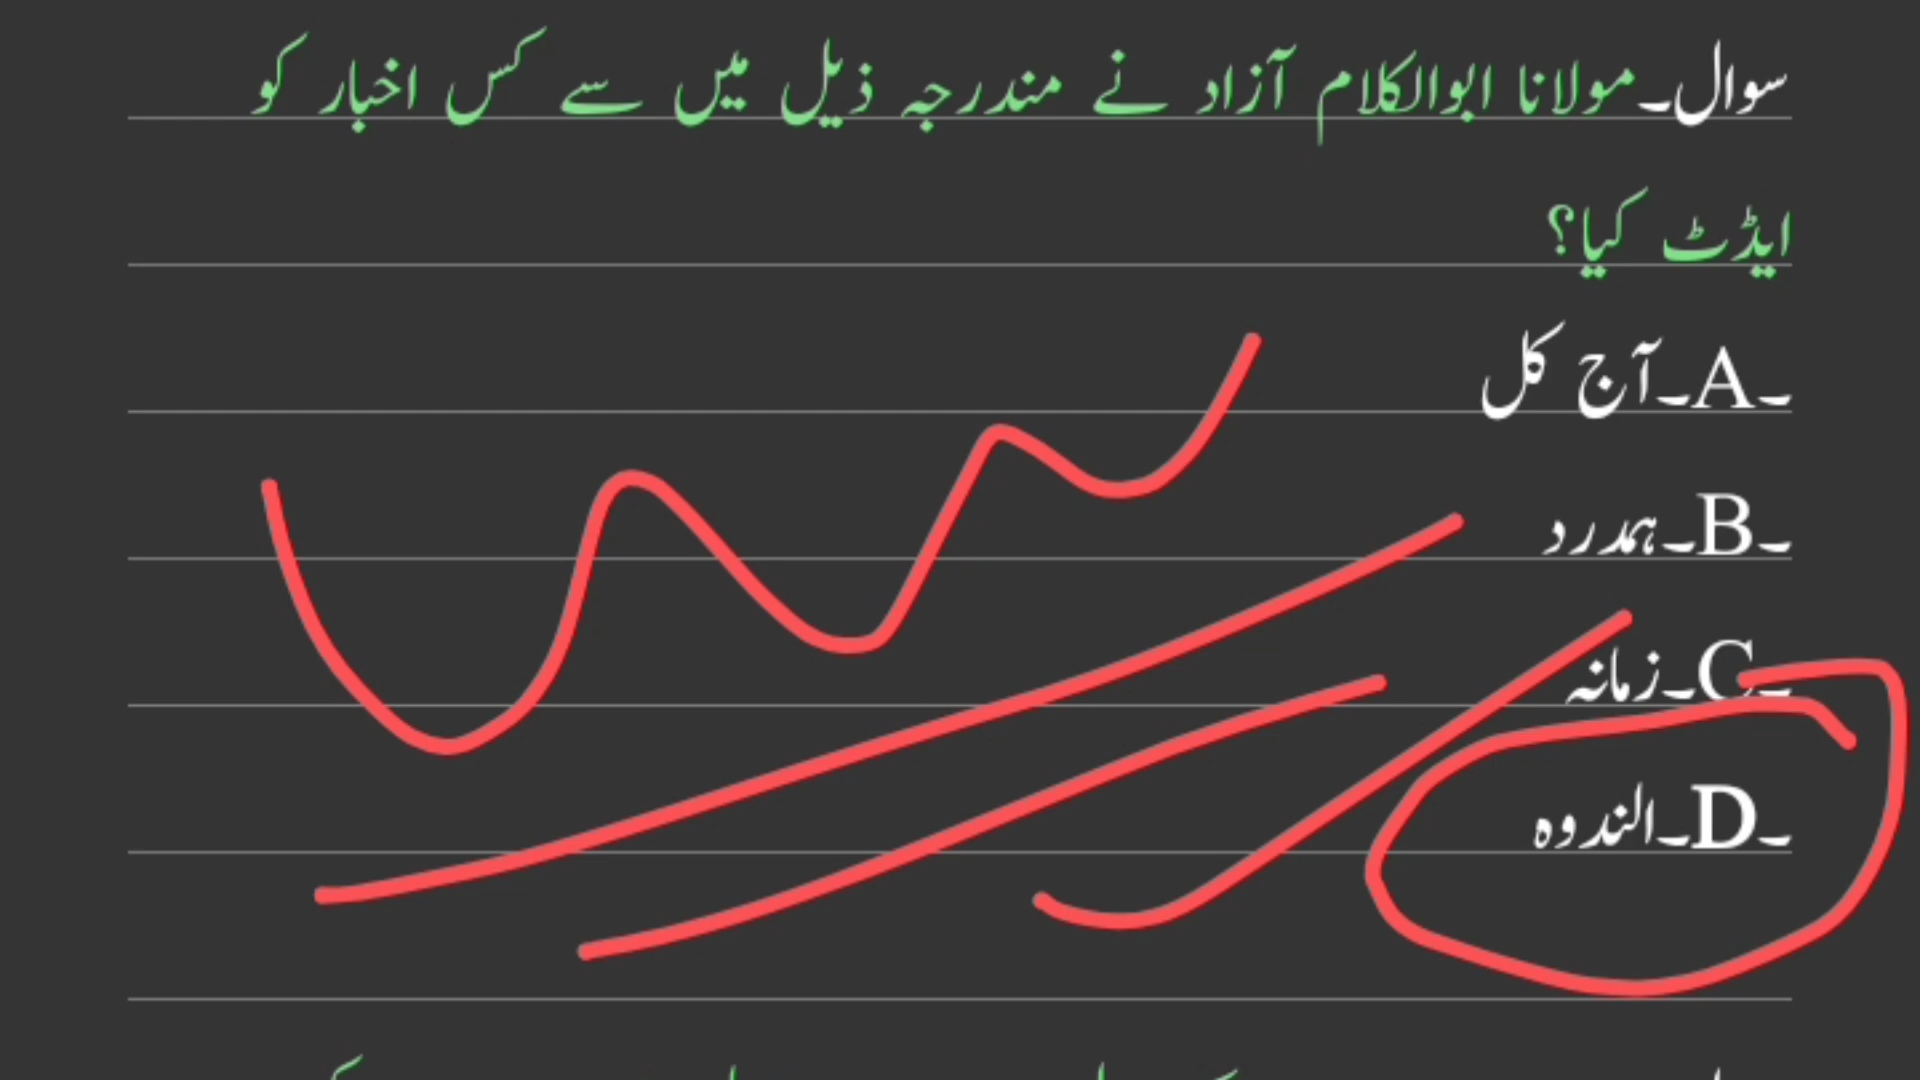 سوال۔مولانا ابوالکلام آزاد نے مندرجہ ذیل میں سے کس اخبار کو
ایڈٹ کیا؟
۔A۔آج کل
۔B۔ہمدرد
۔C۔زمانہ
۔D۔الندوہ